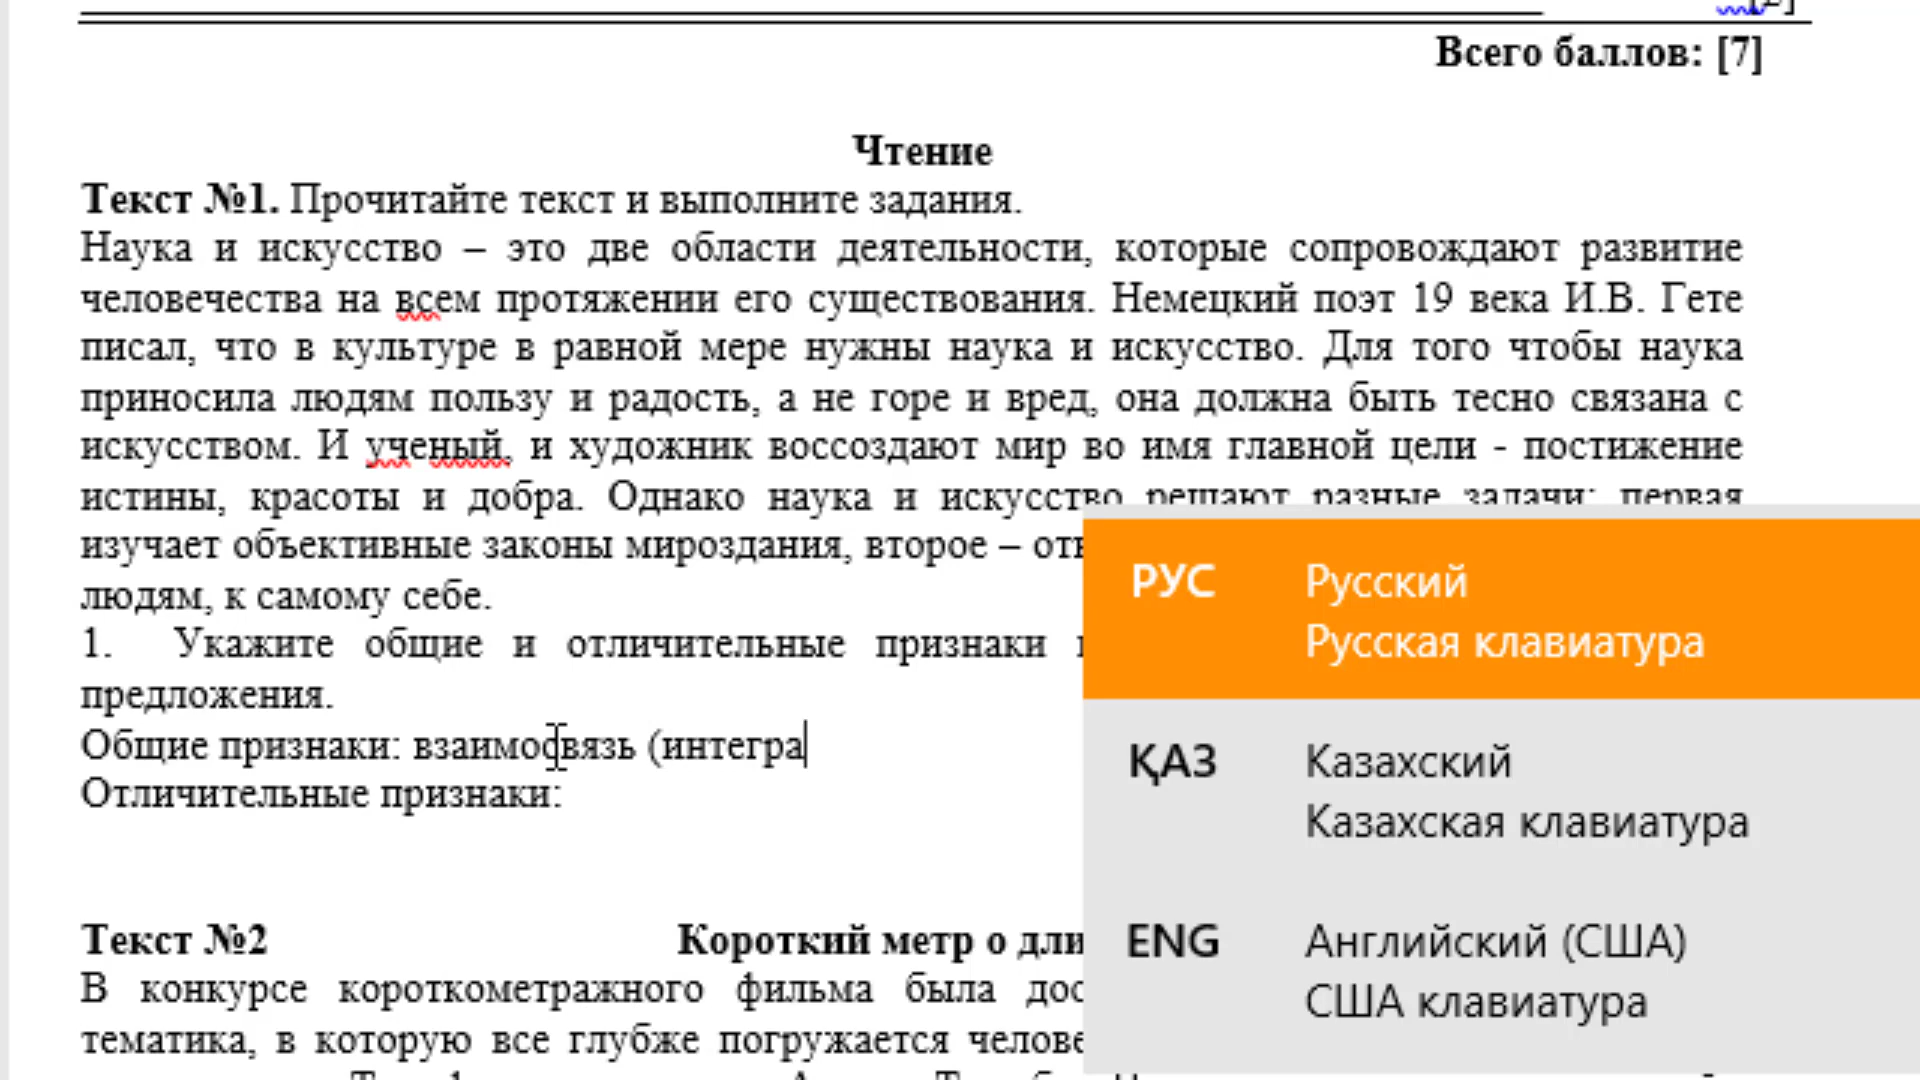 Всего баллов: [7]
Чтение
Текст №1. Прочитайте текст и выполните задания.
Наука и искусство – это две области деятельности, которые сопровождают развитие
человечества на всем протяжении его существования. Немецкий поэт 19 века И.В. Гете
писал, что в культуре в равной мере нужны наука и искусство. Для того чтобы наука
приносила людям пользу и радость, а не горе и вред, она должна быть тесно связана с
искусством. И ученый, и художник воссоздают мир во имя главной цели - постижение
истины, красоты и добра. Однако наука и искусство решают разные задачи: первая
изучает объективные законы мироздания, второе –
людям, к самому себе.
1. Укажите общие и отличительные признаки
предложения.
Общие признаки: взаимосвязь (интегра
Отличительные признаки:
Текст №2 Короткий метр о
В конкурсе короткометражного фильма была
тематика, в которую все глубже погружается
РУС Русский
Русская клавиатура
ҚАЗ Казахский
Казахская клавиатура
ENG Английский (США)
США клавиатура